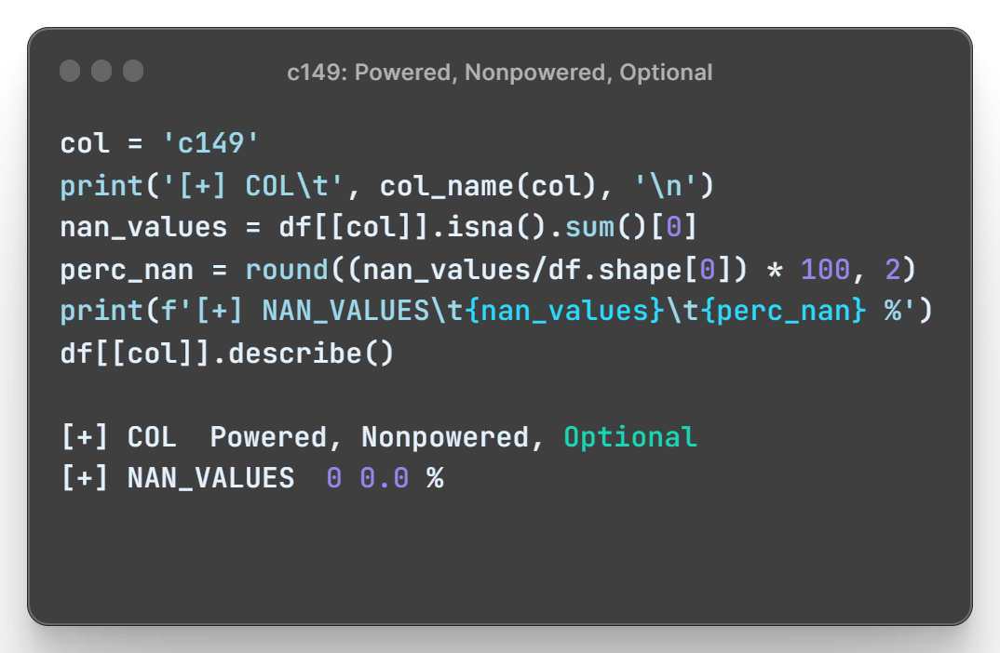 c149: Powered, Nonpowered, Optional
col = 'c149'
print('[+] COL\t', col_name(col), '\n')
nan_values = df[[col]].isna().sum()[0]
perc_nan = round((nan_values/df.shape[0]) * 100, 2)
print(f'[+] NAN_VALUES\t{nan_values}\t{perc_nan} %')
df[[col]].describe()
[+] COL  Powered, Nonpowered, Optional
[+] NAN_VALUES  0 0.0 %